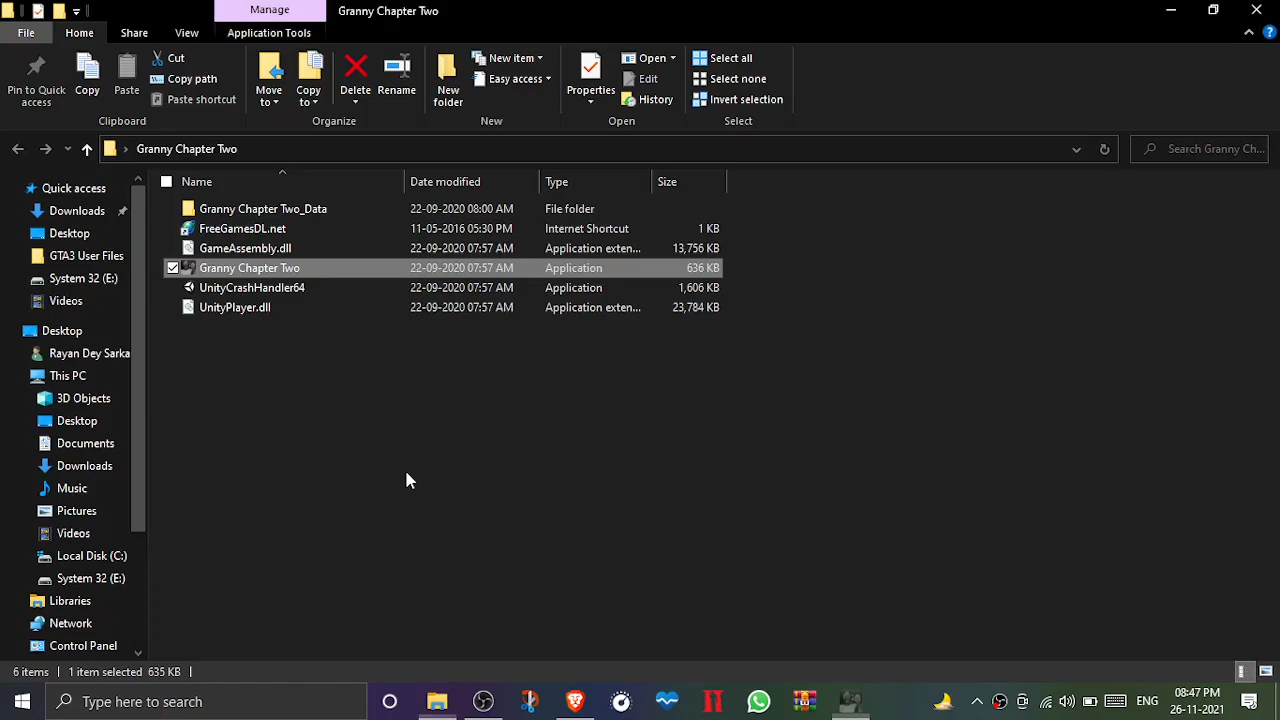 Manage
Granny Chapter Two
File
Home
Share
View
Application Tools
Pin to Quick access
Copy
Paste
Cut
Copy path
Paste shortcut
Clipboard
Move to
Copy to
Delete
Rename
Organize
New folder
New item
Easy access
New
Properties
Open
Edit
History
Open
Select all
Select none
Invert selection
Select
Granny Chapter Two
Search Granny Ch...
Name
Date modified
Type
Size
Granny Chapter Two_Data 22-09-2020 08:00 AM File folder
FreeGamesDL.net 11-05-2016 05:30 PM Internet Shortcut 1 KB
GameAssembly.dll 22-09-2020 07:57 AM Application exten... 13,756 KB
Granny Chapter Two 22-09-2020 07:57 AM Application 636 KB
UnityCrashHandler64 22-09-2020 07:57 AM Application 1,606 KB
UnityPlayer.dll 22-09-2020 07:57 AM Application exten... 23,784 KB
Quick access
Downloads
Desktop
GTA3 User Files
System 32 (E:)
Videos
Desktop
Rayan Dey Sarka
This PC
3D Objects
Desktop
Documents
Downloads
Music
Pictures
Videos
Local Disk (C:)
System 32 (E:)
Libraries
Network
Control Panel
6 items
1 item selected 635 KB
Type here to search
ENG
08:47 PM
26-11-2021